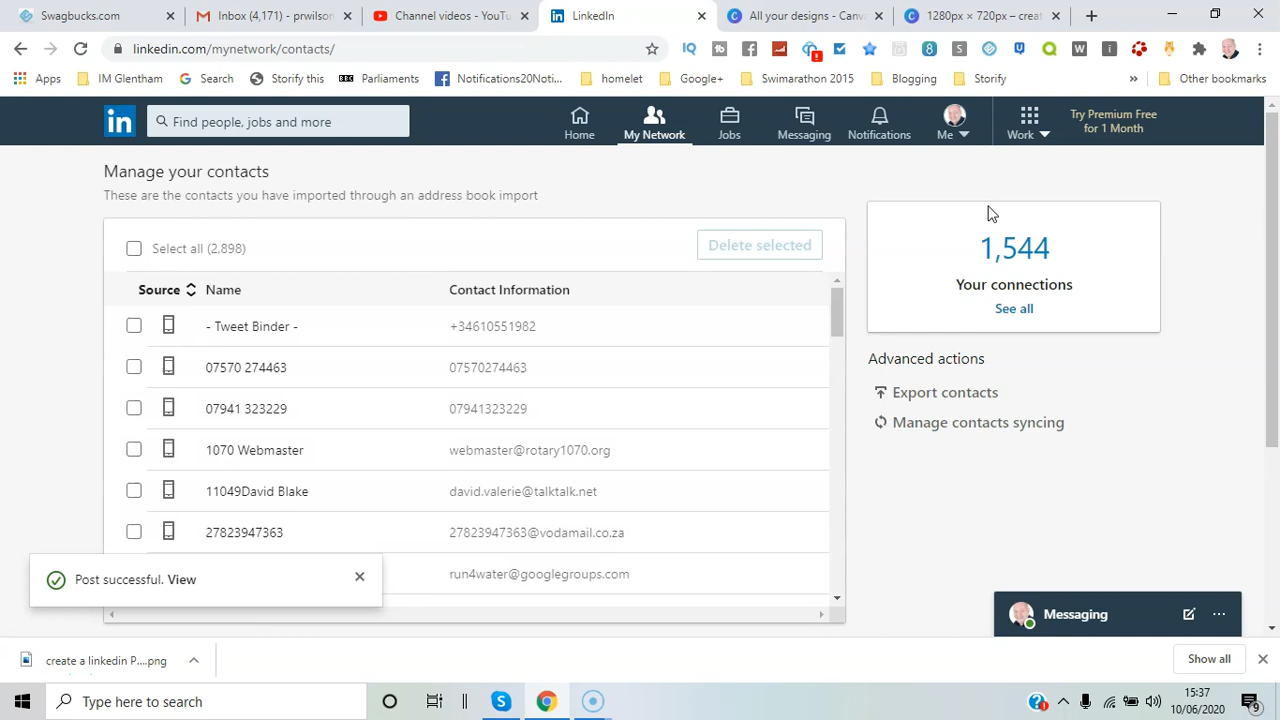 Swagbucks.com
Inbox (4,171) - prwilson
Channel videos - YouTu
LinkedIn
All your designs - Canva
1280px × 720px – creat
linkedin.com/mynetwork/contacts/
Apps
IM Glentham
Search
Storify this
Parliaments
Notifications20Noti...
homelet
Google+
Swimarathon 2015
Blogging
Storify
Other bookmarks
in
Find people, jobs and more
Home
My Network
Jobs
Messaging
Notifications
Me
Work
Try Premium Free
for 1 Month
Manage your contacts
These are the contacts you have imported through an address book import
Select all (2,898)
Delete selected
Source
Name
Contact Information
- Tweet Binder -
+34610551982
07570 274463
07570274463
07941 323229
07941323229
1070 Webmaster
webmaster@rotary1070.org
11049David Blake
david.valerie@talktalk.net
27823947363
27823947363@vodamail.co.za
run4water@googlegroups.com
1,544
Your connections
See all
Advanced actions
Export contacts
Manage contacts syncing
Post successful. View
Messaging
create a linkedin P....png
Show all
Type here to search
15:37
10/06/2020